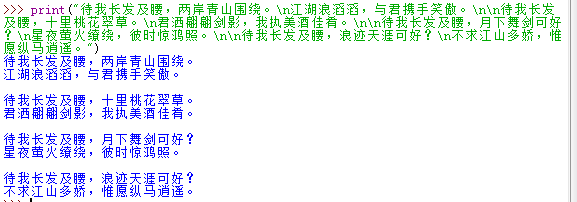 >>> print("待我长发及腰，两岸青山围绕。\n江湖浪滔滔，与君携手笑傲。\n\n待我长发及
腰，十里桃花翠草。\n君洒翩翩剑影，我执美酒佳肴。\n\n待我长发及腰，月下舞剑可好？
\n星夜萤火缭绕，彼时惊鸿照。\n\n待我长发及腰，浪迹天涯可好？\n不求江山多娇，惟
愿纵马逍遥。")
待我长发及腰，两岸青山围绕。
江湖浪滔滔，与君携手笑傲。
待我长发及腰，十里桃花翠草。
君洒翩翩剑影，我执美酒佳肴。
待我长发及腰，月下舞剑可好？
星夜萤火缭绕，彼时惊鸿照。
待我长发及腰，浪迹天涯可好？
不求江山多娇，惟愿纵马逍遥。
>>>